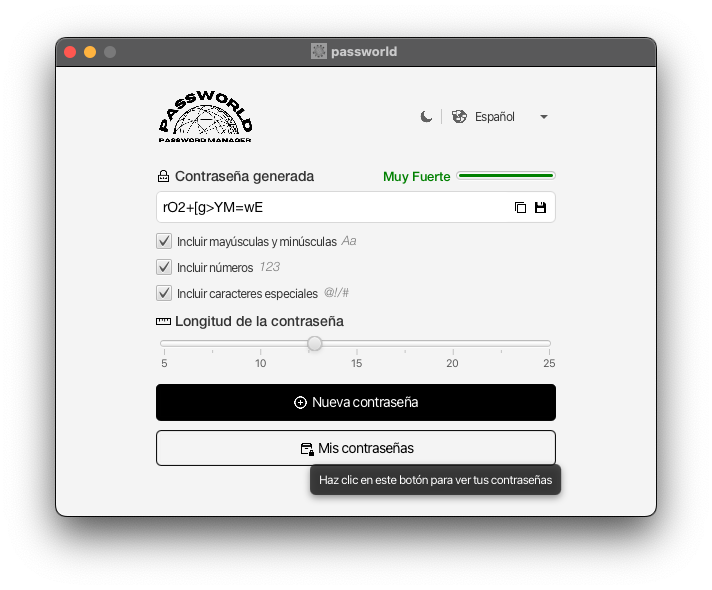 passworld
PASSWORLD
PASSWORD MANAGER
Español
Contraseña generada
Muy Fuerte
rO2+[g>YM=wE
Incluir mayúsculas y minúsculas Aa
Incluir números 123
Incluir caracteres especiales @!/#
Longitud de la contraseña
5 10 15 20 25
Nueva contraseña
Mis contraseñas
Haz clic en este botón para ver tus contraseñas